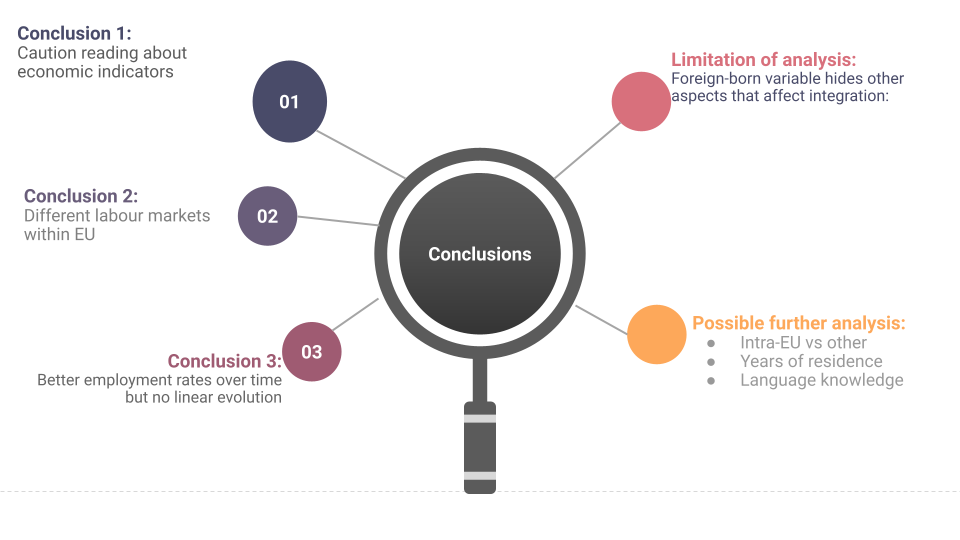 Conclusion 1:
Caution reading about
economic indicators
01
Conclusion 2:
Different labour markets
within EU
02
Conclusion 3:
Better employment rates over time
but no linear evolution
03
Conclusions
Limitation of analysis:
Foreign-born variable hides other
aspects that affect integration:
Possible further analysis:
● Intra-EU vs other
● Years of residence
● Language knowledge